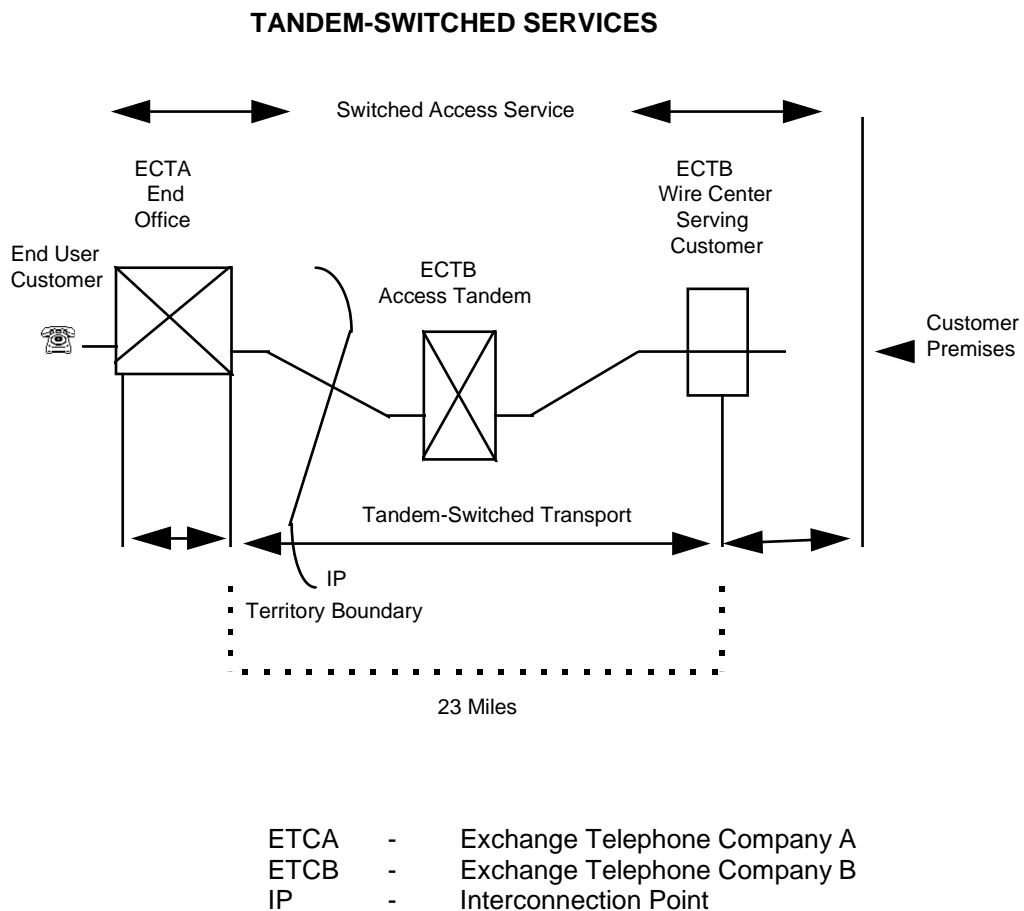 TANDEM-SWITCHED SERVICES
Switched Access Service
ECTA
End
Office
ECTB
Wire Center
Serving
Customer
End User
Customer
ECTB
Access Tandem
Customer
Premises
Tandem-Switched Transport
IP
Territory Boundary
23 Miles
ETCA - Exchange Telephone Company A
ETCB - Exchange Telephone Company B
IP - Interconnection Point